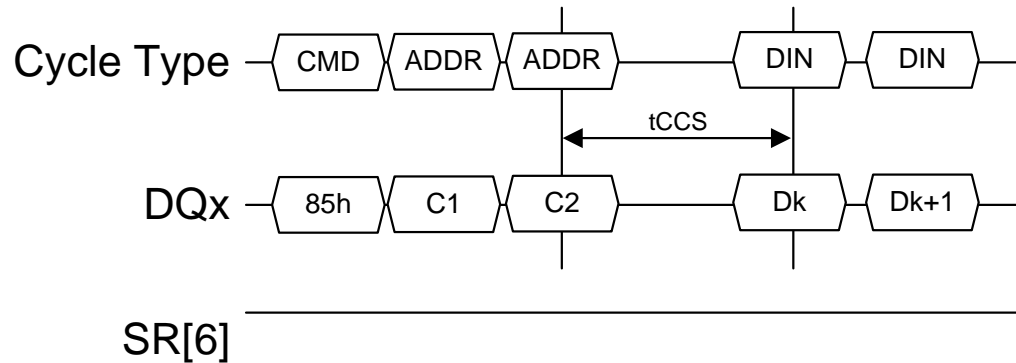 Cycle Type CMD ADDR ADDR DIN DIN
tCCS
DQx 85h C1 C2 Dk Dk+1
SR[6]